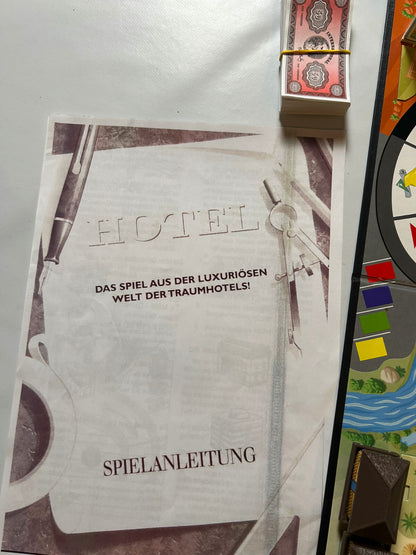 HOTEL
DAS SPIEL AUS DER LUXURIÖSEN
WELT DER TRAUMHOTELS!
SPIELANLEITUNG